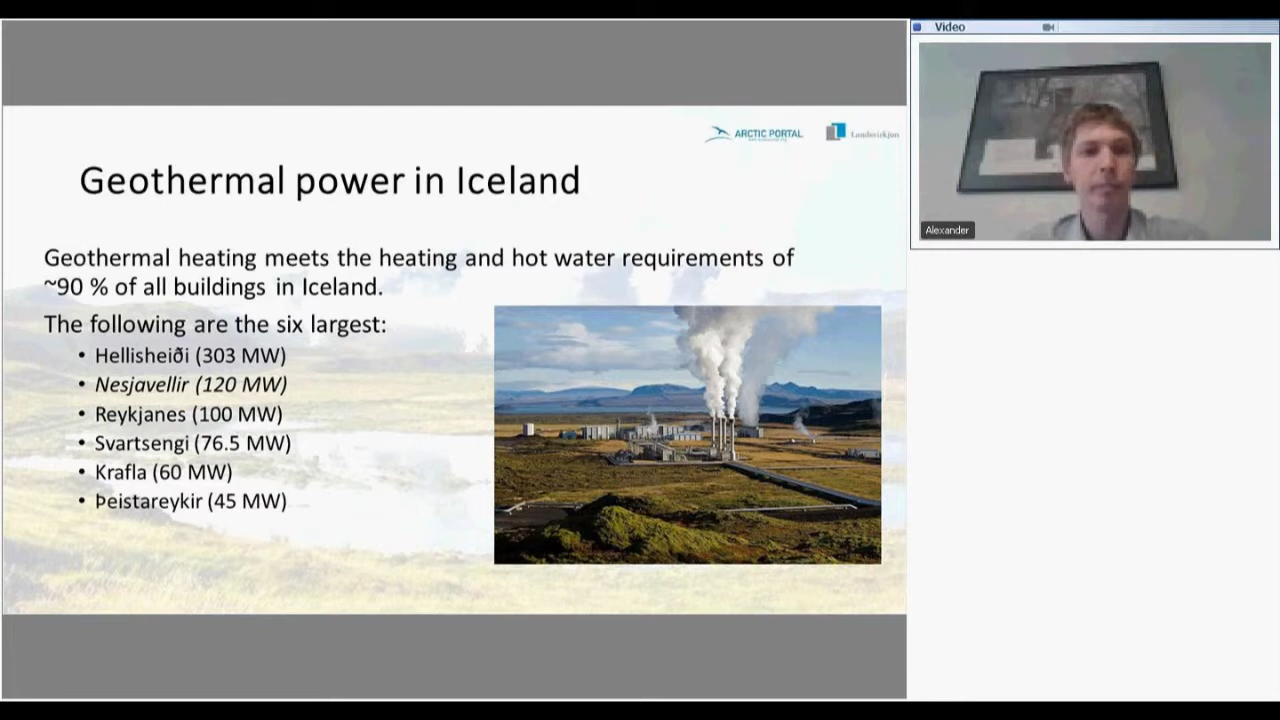 Video
ARCTIC PORTAL
Landsvirkjun
Geothermal power in Iceland
Geothermal heating meets the heating and hot water requirements of
~90 % of all buildings in Iceland.
The following are the six largest:
• Hellisheiði (303 MW)
• Nesjavellir (120 MW)
• Reykjanes (100 MW)
• Svartsengi (76.5 MW)
• Krafla (60 MW)
• Þeistareykir (45 MW)
Alexander